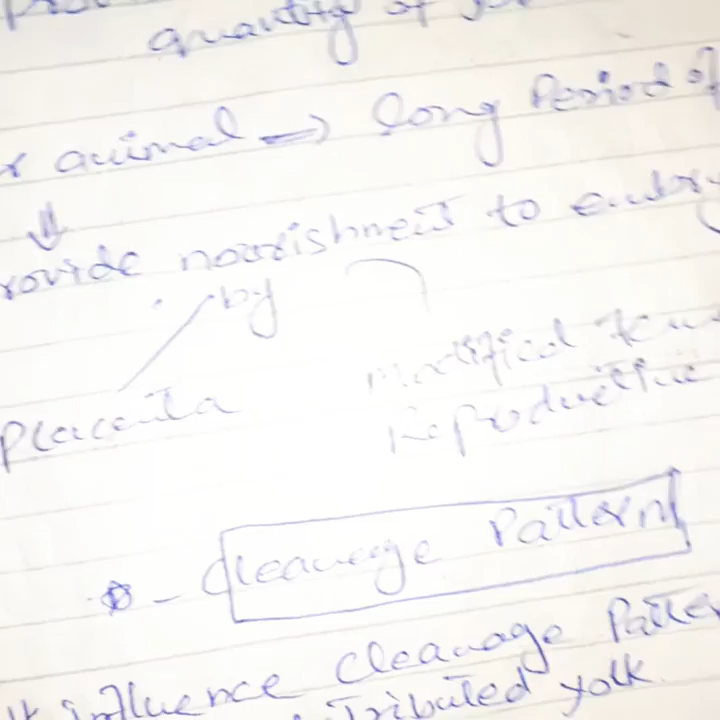 quantity of
animal => long Period of
provide nourishment to
by
Modified
Placenta
Reproductive
Cleavage Pattern
It influence Cleavage Patter
tributed yolk.